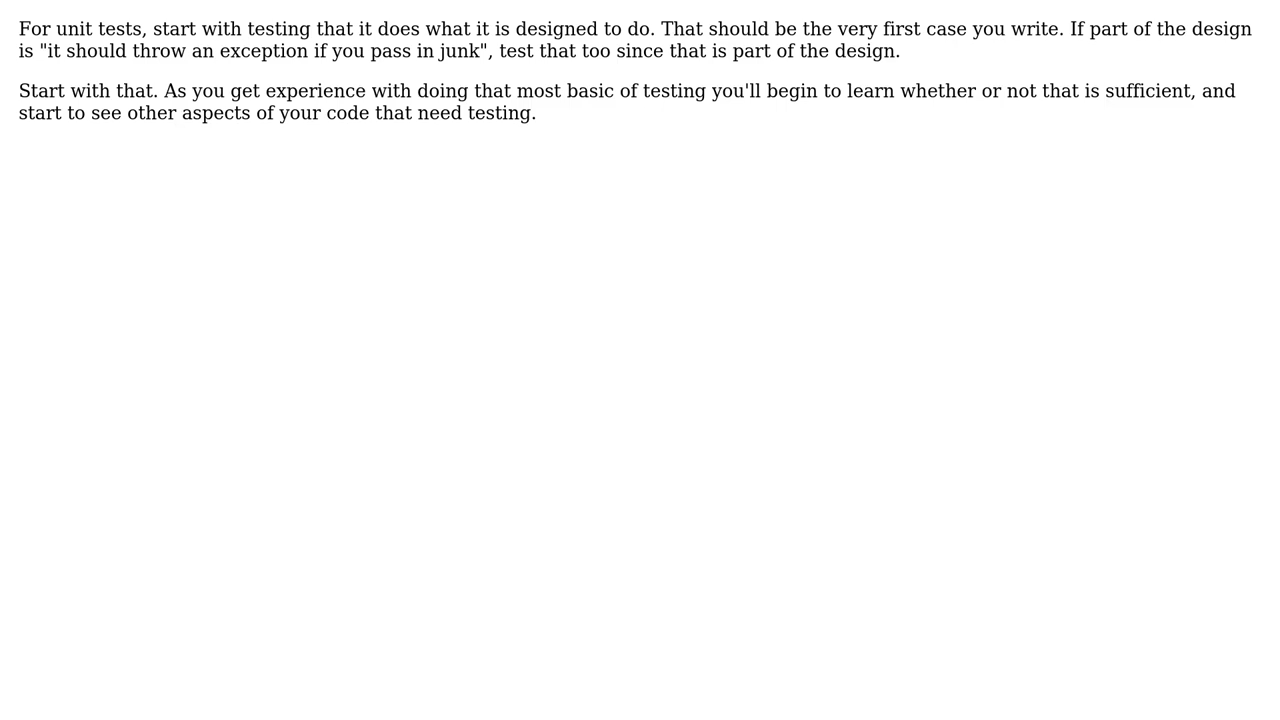 For unit tests, start with testing that it does what it is designed to do. That should be the very first case you write. If part of the design
is "it should throw an exception if you pass in junk", test that too since that is part of the design.
Start with that. As you get experience with doing that most basic of testing you'll begin to learn whether or not that is sufficient, and
start to see other aspects of your code that need testing.